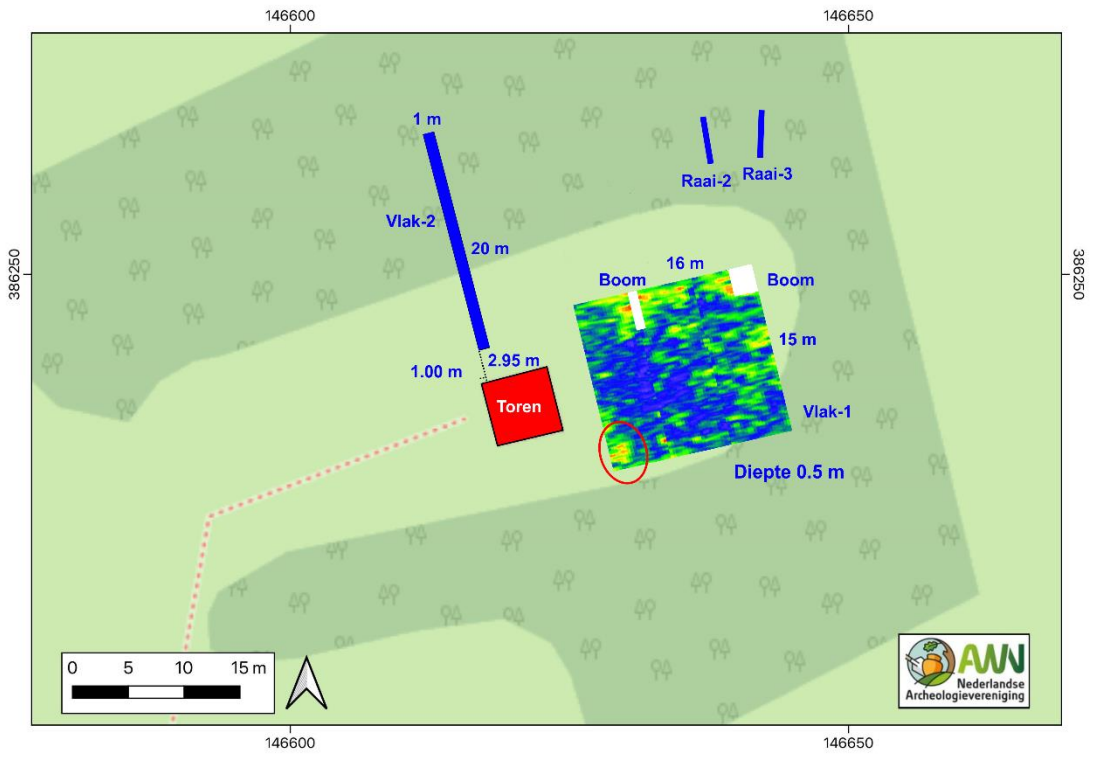 146600
146650
1 m
Raai-2
Raai-3
Vlak-2
20 m
386250
386250
16 m
Boom
Boom
2.95 m
15 m
1.00 m
Toren
Vlak-1
Diepte 0.5 m
0 5 10 15 m
AWN
Nederlandse
Archeologievereniging
146600
146650